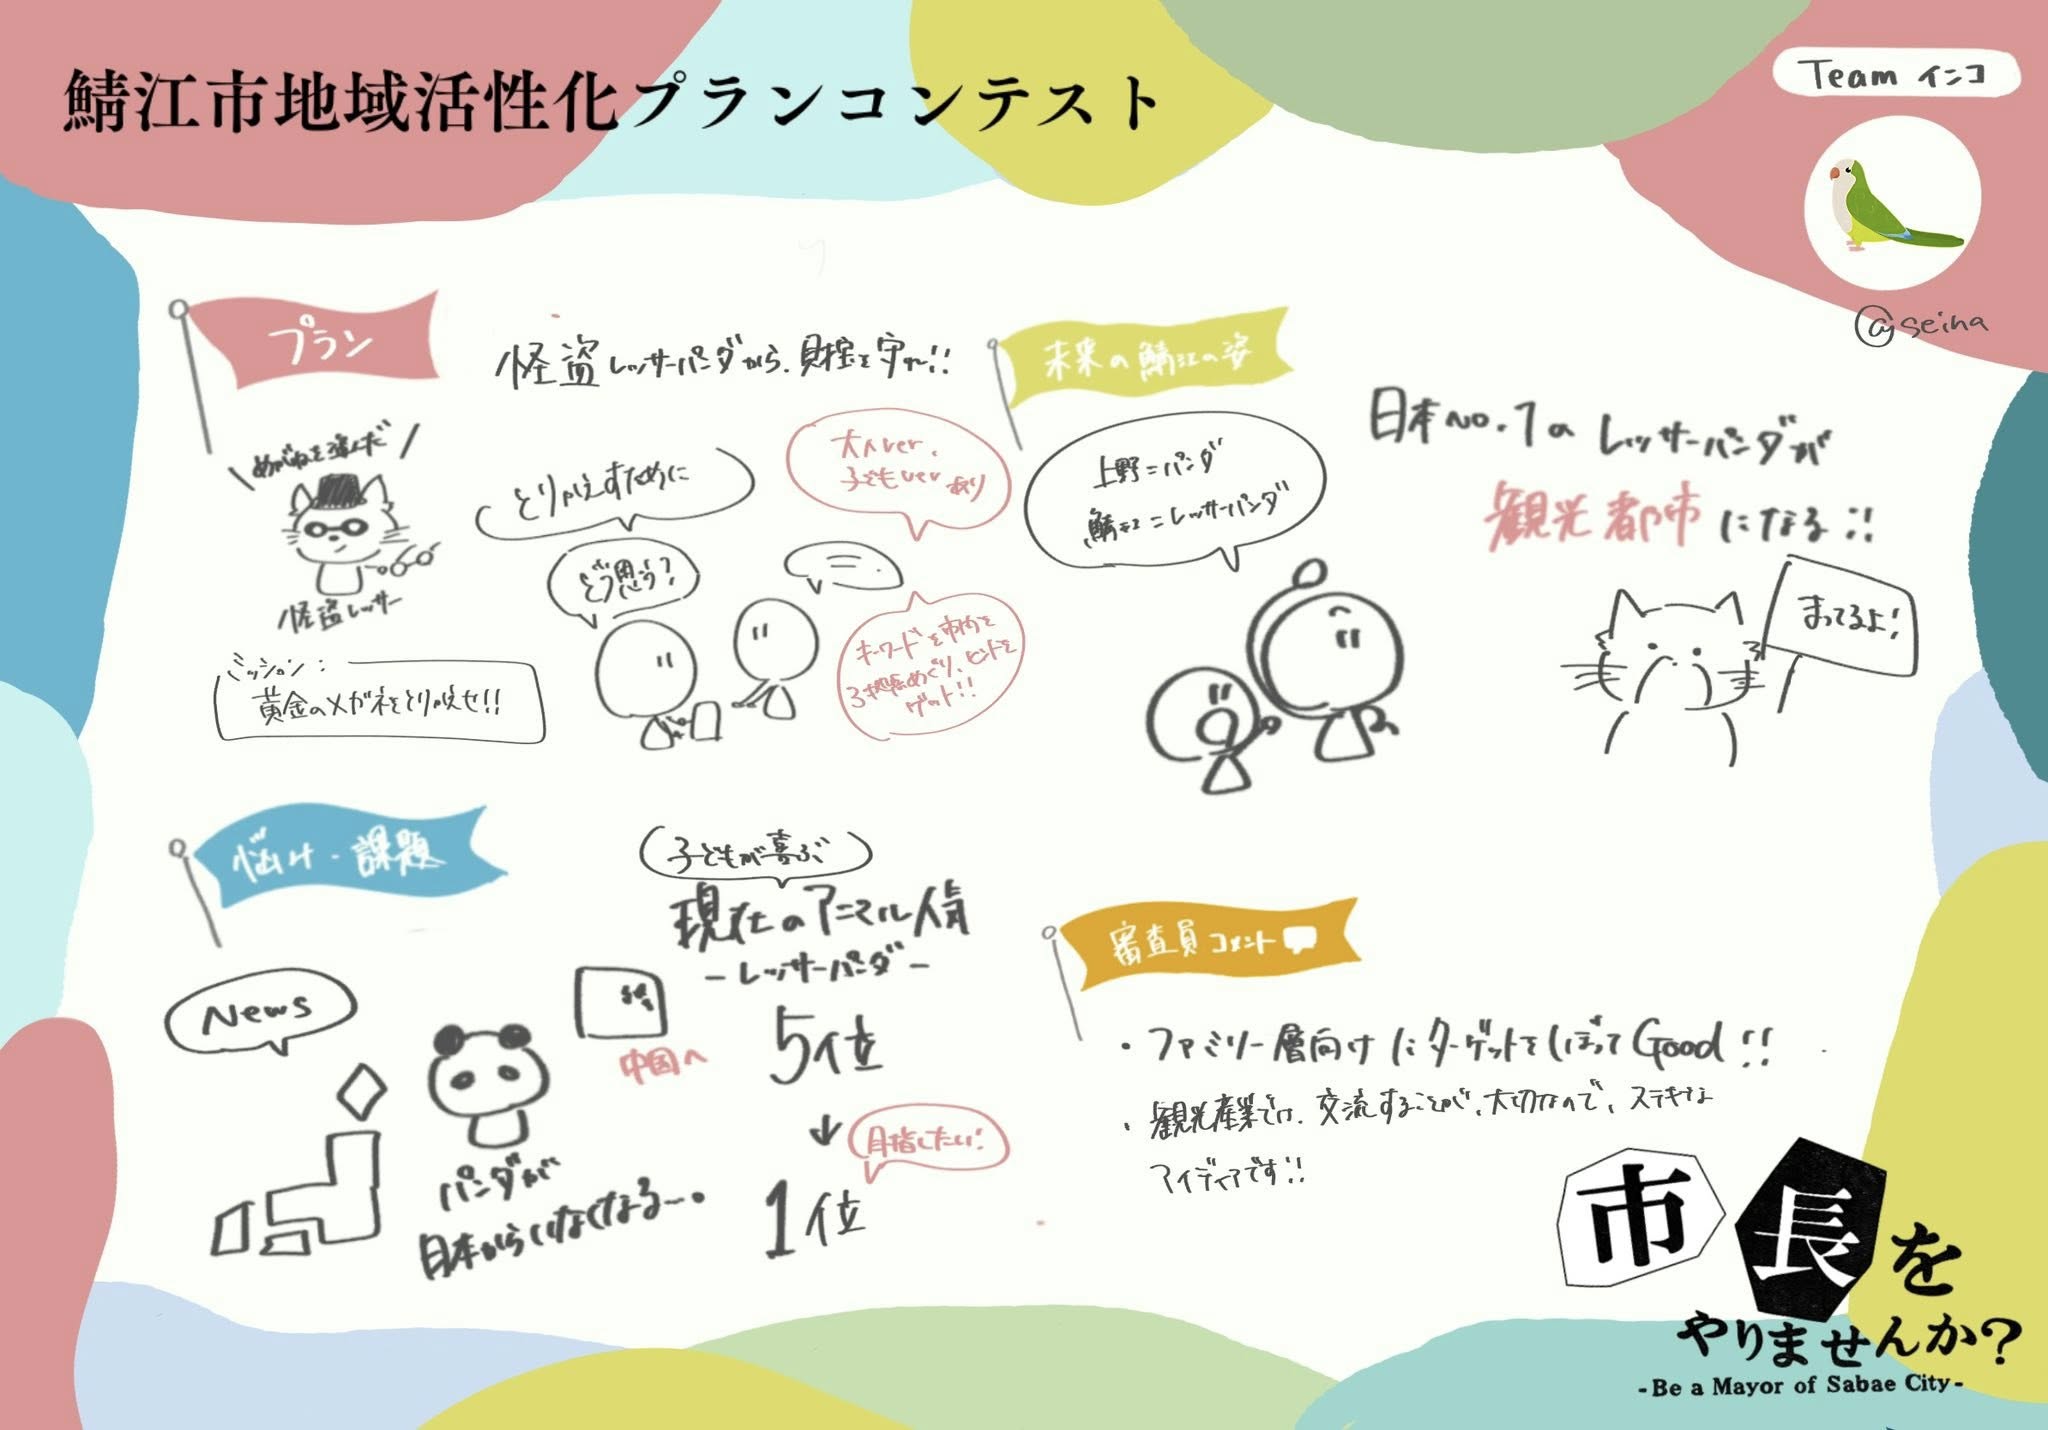 鯖江市地域活性化プランコンテスト
Team インコ
@seina
プラン
怪盗レッサーパンダから、財宝を守れ!!
めがねを盗んだ
怪盗レッサー
ミッション:
黄金のメガネをとり戻せ!!
とりかえすために
どう思う?
大人ver,
子どもver あり
キーワードを市内を
3地点めぐり、ヒントを
ゲット!!
未来の鯖江の姿
上野=パンダ
鯖江=レッサーパンダ
日本No.1のレッサーパンダが
観光都市になる!!
まってるよ!
悩み・課題
News
パンダが
日本からいなくなる〜。
中国へ
子どもが喜ぶ
現在のアニマル人気
-レッサーパンダ-
5位
↓
目指したい!
1位
審査員コメント
・ファミリー層向けにターゲットをしぼってGood!!
・観光産業では、交流することが、大切なので、ステキな
アイディアです!!
市長を
やりませんか?
-Be a Mayor of Sabae City-